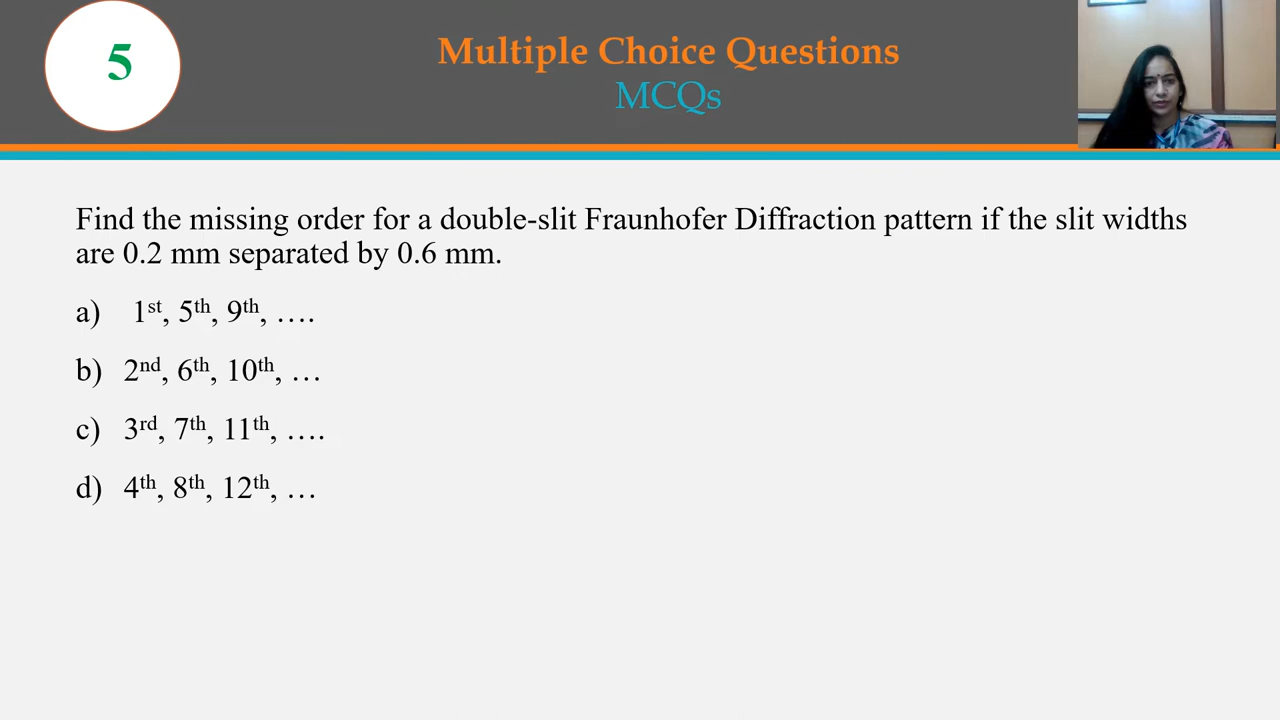 5
Multiple Choice Questions
MCQs
Find the missing order for a double-slit Fraunhofer Diffraction pattern if the slit widths
are 0.2 mm separated by 0.6 mm.
a) 1st, 5th, 9th, ….
b) 2nd, 6th, 10th, …
c) 3rd, 7th, 11th, ….
d) 4th, 8th, 12th, …